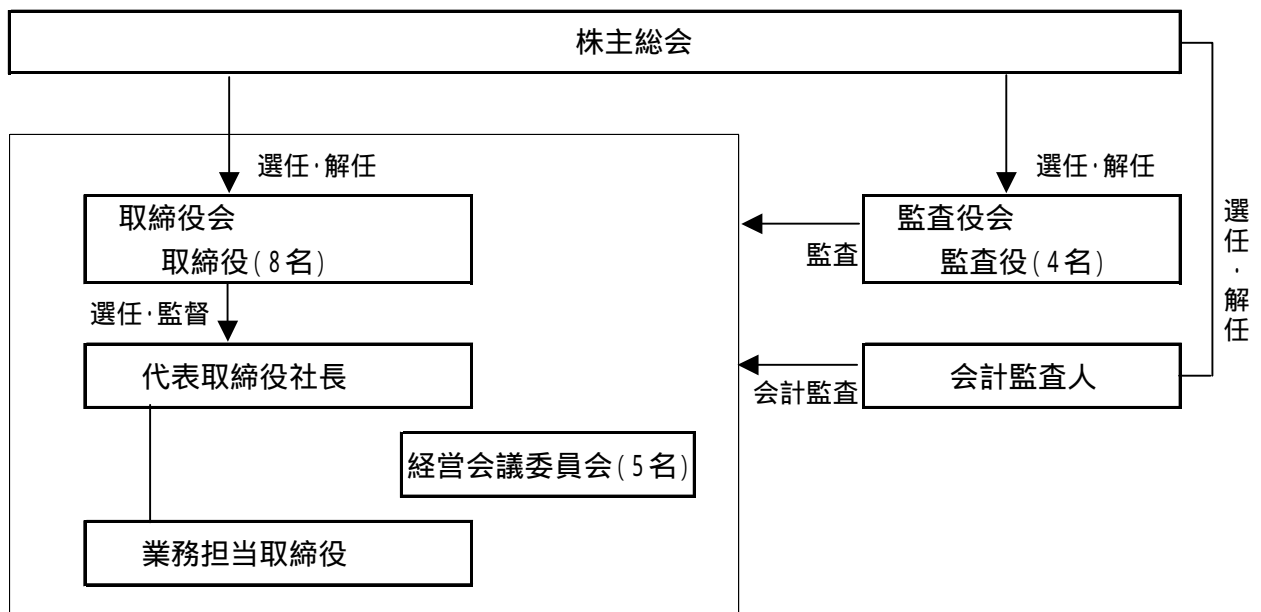 株主総会
選任・解任
選任・解任
選任・解任
取締役会
取締役(8名)
監査役会
監査役(4名)
監査
選任・監督
代表取締役社長
会計監査人
会計監査
経営会議委員会(5名)
業務担当取締役